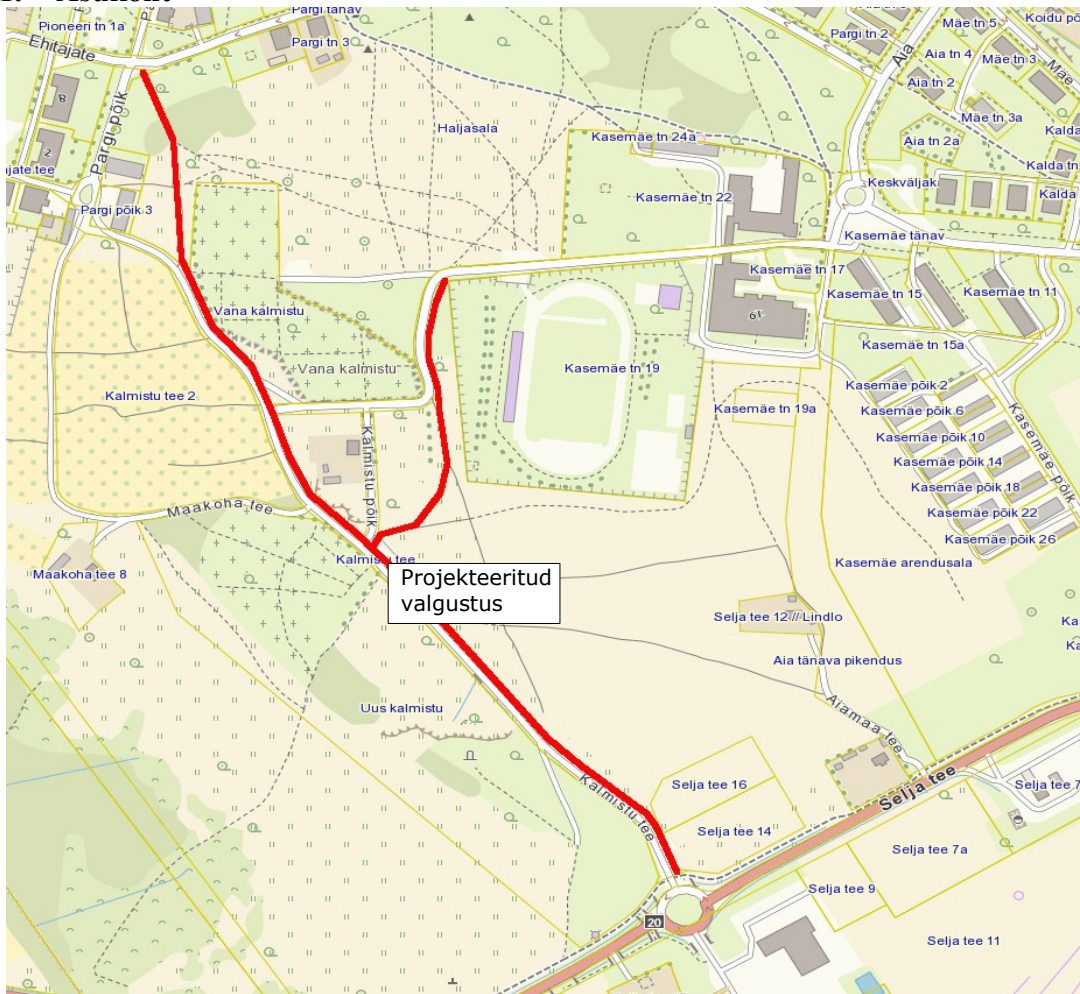 Pargi tänav
Pioneeri tn 1a
Ehitajate
Pargi tn 3
Pargi tn 2
Mäe tn 5
Aia
Aia tn 4
Mäe tn 3
Mäe
Aia tn 2
Mäe tn 3a
8
Pargi põik
Haljasala
Kasemäe tn 24a
Aia tn 2a
Kalda
2
Kalda tn
Keskväljak
Kalda
Kasemäe tn 22
Pargi põik 3
Kasemäe tänav
Kasemäe tn 17
Kasemäe tn 15
Kasemäe tn 11
Vana kalmistu
19
Kasemäe tn 15a
Vana kalmistu
Kasemäe tn 19
Kalmistu tee 2
Kasemäe põik 2
Kasemäe tn 19a
Kasemäe põik 6
Kasemäe põik
Kalmistu põik
Kasemäe põik 10
Kasemäe põik 14
Kasemäe põik 18
Maakoha tee
Kasemäe põik 22
Kasemäe põik 26
Kalmistu tee
Kasemäe arendusala
Maakoha tee 8
Projekteeritud
valgustus
Selja tee 12 // Lindlo
Aia tänava pikendus
Uus kalmistu
Ajamaa tee
Selja tee
Selja tee 16
Selja tee 7
Kalmistu tee
Selja tee 14
Selja tee 7a
Selja tee 9
20
Selja tee 11